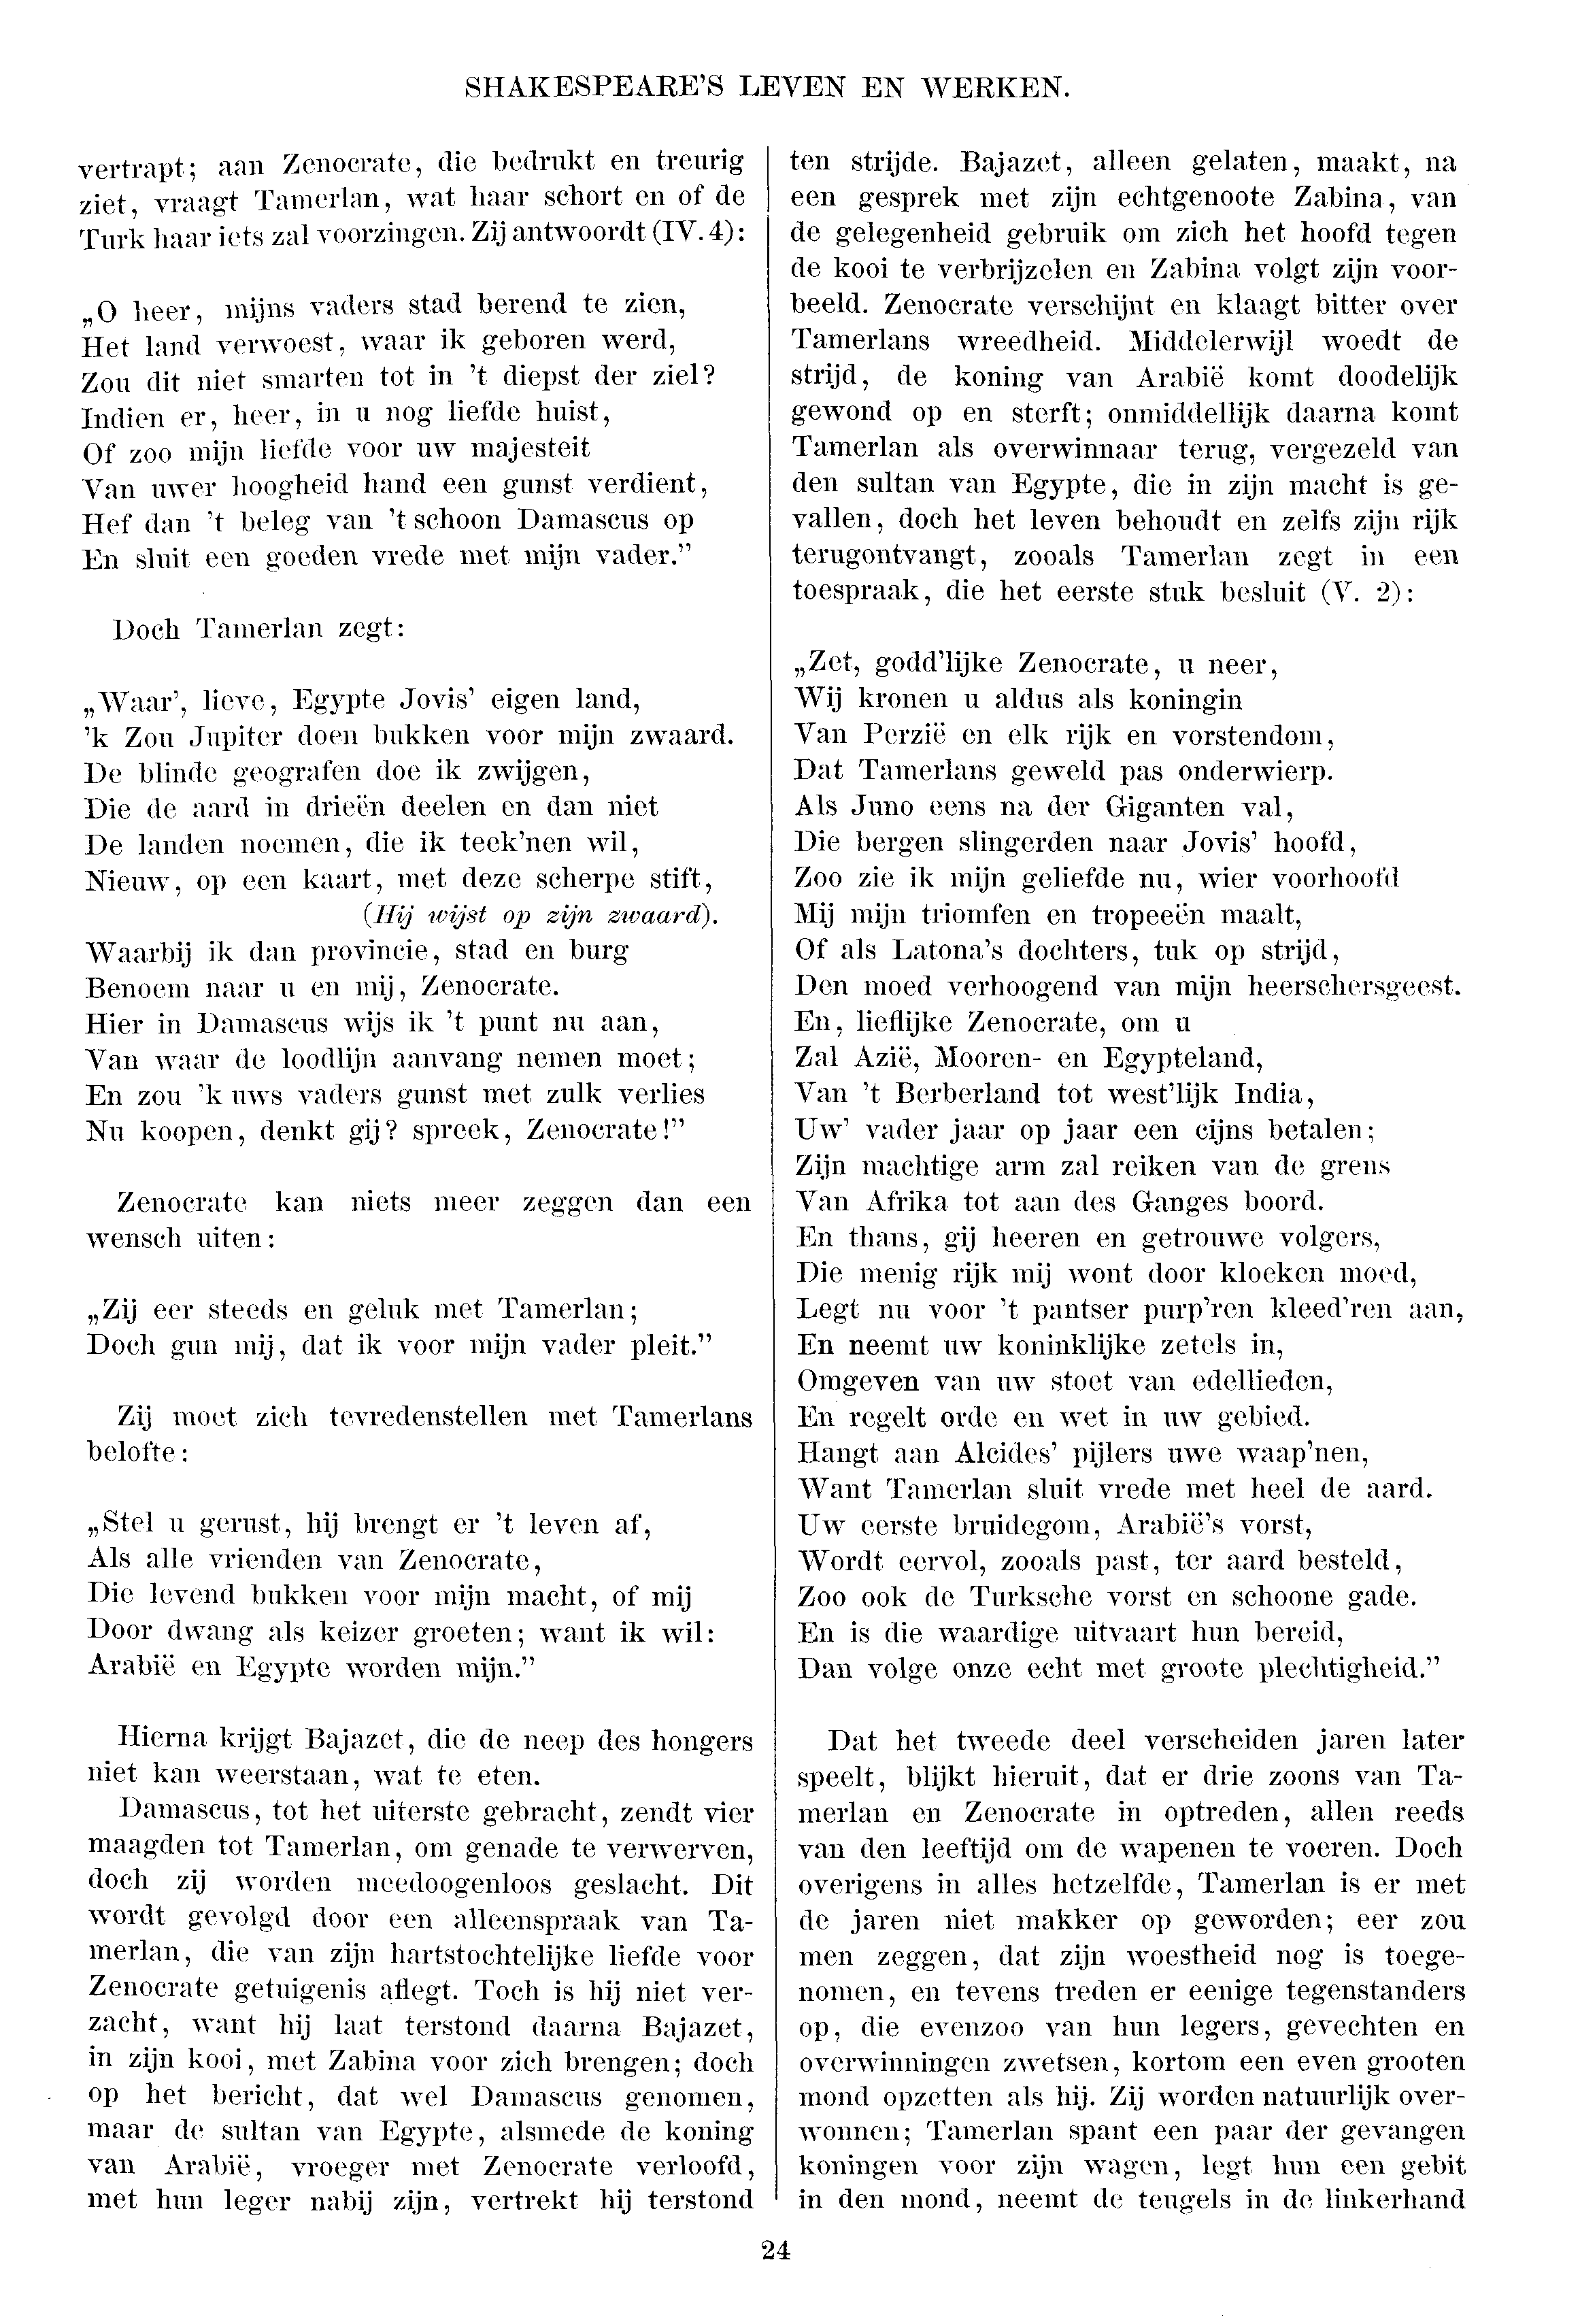 SHAKESPEARE'S LEVEN EN WERKEN.
vertrapt; aan Zenocrate, die bedrukt en treurig
ziet, vraagt Tamerlan, wat haar schort en of de
Turk haar iets zal voorzingen. Zij antwoordt (IV. 4):
„O heer, mijns vaders stad berend te zien,
Het land verwoest, waar ik geboren werd,
Zou dit niet smarten tot in 't diepst der ziel?
Indien er, heer, in u nog liefde huist,
Of zoo mijn liefde voor uw majesteit
Van uwer hoogheid hand een gunst verdient,
Hef dan 't beleg van 't schoon Damascus op
En sluit een goeden vrede met mijn vader.”
Doch Tamerlan zegt:
„Waar', lieve, Egypte Jovis' eigen land,
'k Zou Jupiter doen bukken voor mijn zwaard.
De blinde geografen doe ik zwijgen,
Die de aard in drieën deelen en dan niet
De landen noemen, die ik teek'nen wil,
Nieuw, op een kaart, met deze scherpe stift,
(Hij wijst op zijn zwaard).
Waarbij ik dan provincie, stad en burg
Benoem naar u en mij, Zenocrate.
Hier in Damascus wijs ik 't punt nu aan,
Van waar de loodlijn aanvang nemen moet;
En zou 'k uws vaders gunst met zulk verlies
Nu koopen, denkt gij? spreek, Zenocrate!”
Zenocrate kan niets meer zeggen dan een
wensch uiten:
„Zij eer steeds en geluk met Tamerlan;
Doch gun mij, dat ik voor mijn vader pleit.”
Zij moet zich tevredenstellen met Tamerlans
belofte:
„Stel u gerust, hij brengt er 't leven af,
Als alle vrienden van Zenocrate,
Die levend bukken voor mijn macht, of mij
Door dwang als keizer groeten; want ik wil:
Arabië en Egypte worden mijn.”
Hierna krijgt Bajazet, die de neep des hongers
niet kan weerstaan, wat te eten.
Damascus, tot het uiterste gebracht, zendt vier
maagden tot Tamerlan, om genade te verwerven,
doch zij worden meedoogenloos geslacht. Dit
wordt gevolgd door een alleenspraak van Ta-
merlan, die van zijn hartstochtelijke liefde voor
Zenocrate getuigenis aflegt. Toch is hij niet ver-
zacht, want hij laat terstond daarna Bajazet,
in zijn kooi, met Zabina voor zich brengen; doch
op het bericht, dat wel Damascus genomen,
maar de sultan van Egypte, alsmede de koning
van Arabië, vroeger met Zenocrate verloofd,
met hun leger nabij zijn, vertrekt hij terstond
ten strijde. Bajazet, alleen gelaten, maakt, na
een gesprek met zijn echtgenoote Zabina, van
de gelegenheid gebruik om zich het hoofd tegen
de kooi te verbrijzelen en Zabina volgt zijn voor-
beeld. Zenocrate verschijnt en klaagt bitter over
Tamerlans wreedheid. Middelerwijl woedt de
strijd, de koning van Arabië komt doodelijk
gewond op en sterft; onmiddellijk daarna komt
Tamerlan als overwinnaar terug, vergezeld van
den sultan van Egypte, die in zijn macht is ge-
vallen, doch het leven behoudt en zelfs zijn rijk
terugontvangt, zooals Tamerlan zegt in een
toespraak, die het eerste stuk besluit (V. 2):
„Zet, godd'lijke Zenocrate, u neer,
Wij kronen u aldus als koningin
Van Perzië en elk rijk en vorstendom,
Dat Tamerlans geweld pas onderwierp.
Als Juno eens na der Giganten val,
Die bergen slingerden naar Jovis' hoofd,
Zoo zie ik mijn geliefde nu, wier voorhoofd
Mij mijn triomfen en tropeeën maalt,
Of als Latona's dochters, tuk op strijd,
Den moed verhoogend van mijn heerschersgeest.
En, lieflijke Zenocrate, om u
Zal Azië, Mooren- en Egypteland,
Van 't Berberland tot west'lijk India,
Uw' vader jaar op jaar een cijns betalen;
Zijn machtige arm zal reiken van de grens
Van Afrika tot aan des Ganges boord.
En thans, gij heeren en getrouwe volgers,
Die menig rijk mij wont door kloeken moed,
Legt nu voor 't pantser purp'ren kleed'ren aan,
En neemt uw koninklijke zetels in,
Omgeven van uw stoet van edellieden,
En regelt orde en wet in uw gebied.
Hangt aan Alcides' pijlers uwe waap'nen,
Want Tamerlan sluit vrede met heel de aard.
Uw eerste bruidegom, Arabië's vorst,
Wordt eervol, zooals past, ter aard besteld,
Zoo ook de Turksche vorst en schoone gade.
En is die waardige uitvaart hun bereid,
Dan volge onze echt met groote plechtigheid.”
Dat het tweede deel verscheiden jaren later
speelt, blijkt hieruit, dat er drie zoons van Ta-
merlan en Zenocrate in optreden, allen reeds
van den leeftijd om de wapenen te voeren. Doch
overigens in alles hetzelfde, Tamerlan is er met
de jaren niet makker op geworden; eer zou
men zeggen, dat zijn woestheid nog is toege-
nomen, en tevens treden er eenige tegenstanders
op, die evenzoo van hun legers, gevechten en
overwinningen zwetsen, kortom een even grooten
mond opzetten als hij. Zij worden natuurlijk over-
wonnen; Tamerlan spant een paar der gevangen
koningen voor zijn wagen, legt hun een gebit
in den mond, neemt de teugels in de linkerhand
24